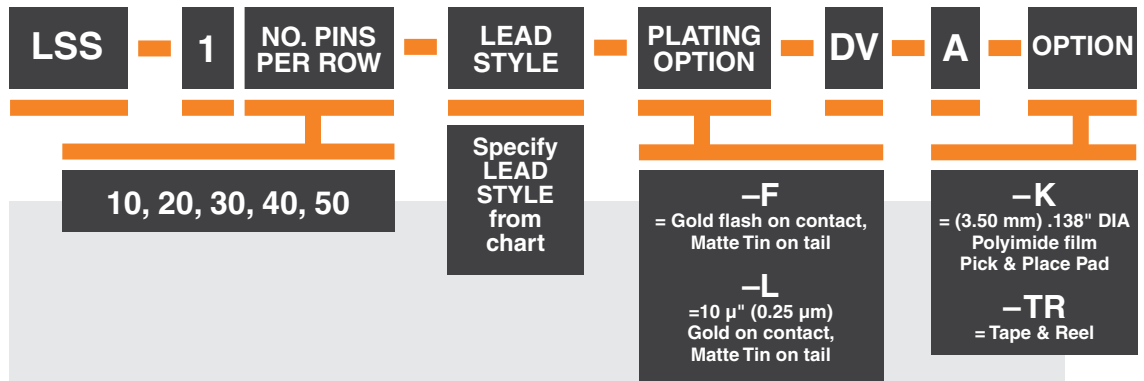 LSS
1
NO. PINS
PER ROW
LEAD
STYLE
PLATING
OPTION
DV
A
OPTION
10, 20, 30, 40, 50
Specify
LEAD
STYLE
from
chart
–F
= Gold flash on contact,
Matte Tin on tail
–L
=10 µ" (0.25 µm)
Gold on contact,
Matte Tin on tail
–K
= (3.50 mm) .138" DIA
Polyimide film
Pick & Place Pad
–TR
= Tape & Reel